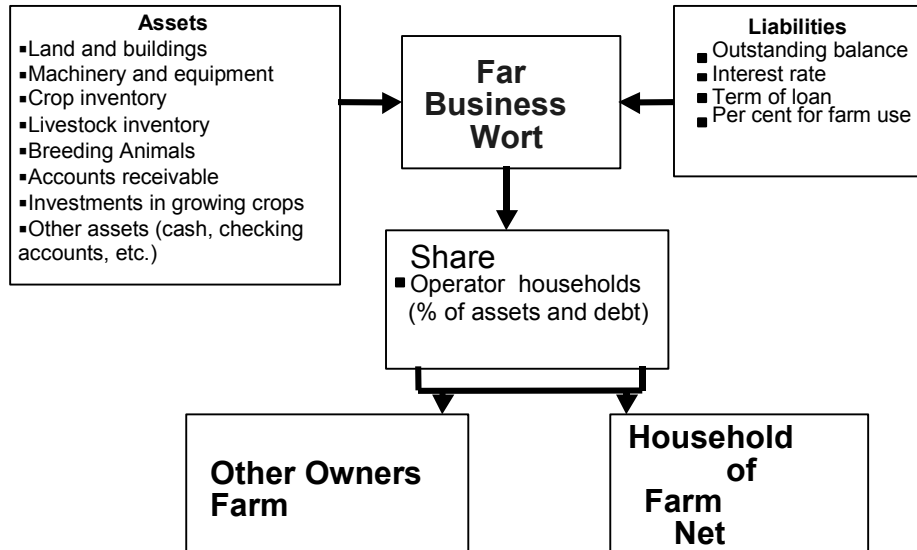 Assets
▪Land and buildings
▪Machinery and equipment
▪Crop inventory
▪Livestock inventory
▪Breeding Animals
▪Accounts receivable
▪Investments in growing crops
▪Other assets (cash, checking
accounts, etc.)
Far
Business
Wort
Liabilities
▪Outstanding balance
▪Interest rate
▪Term of loan
▪Per cent for farm use
Share
▪Operator households
(% of assets and debt)
Other Owners
Farm
Household
of
Farm
Net